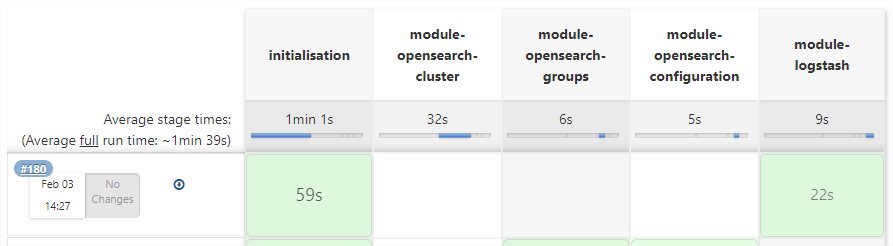 initialisation
module-
opensearch-
cluster
module-
opensearch-
groups
module-
opensearch-
configuration
module-
logstash
Average stage times:
(Average full run time: ~1min 39s)
1min 1s
32s
6s
5s
9s
#180
Feb 03
14:27
No
Changes
59s
22s